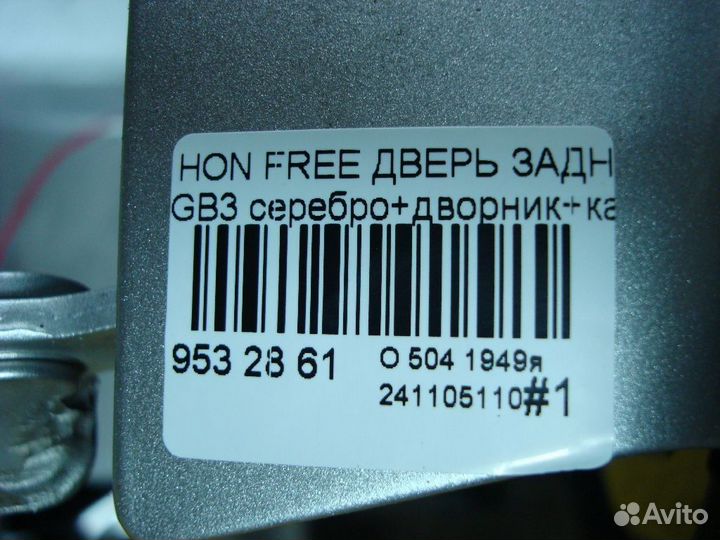 HON FREE ДВЕРЬ ЗАДН
GB3 серебро+дворник+ка
953 28 61
О 504 1949я
241105110#1
Avito